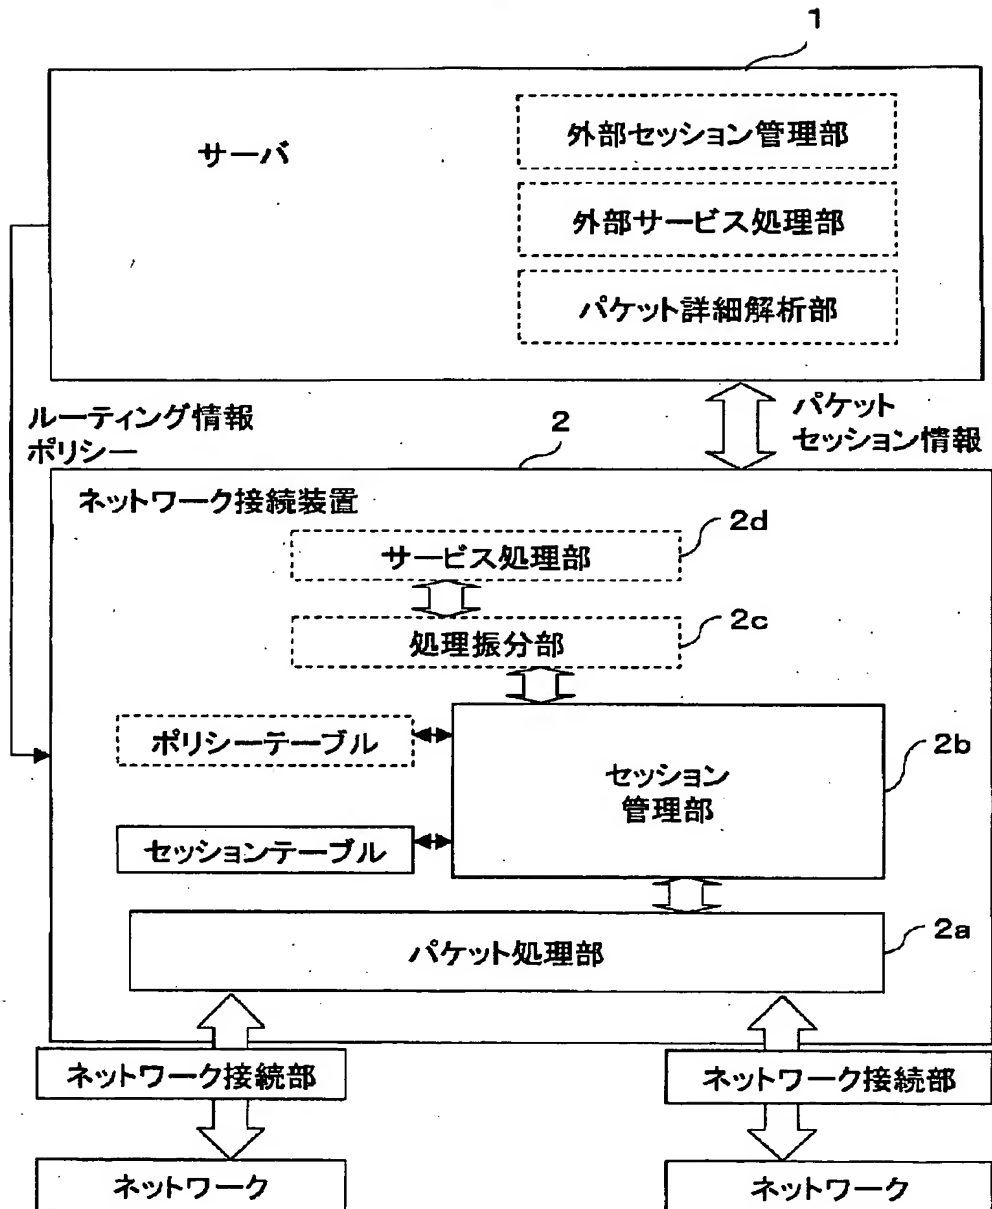 1
サーバ
外部セッション管理部
外部サービス処理部
パケット詳細解析部
ルーティング情報
ポリシー
2
パケット
セッション情報
ネットワーク接続装置
サービス処理部
2d
処理振分部
2c
ポリシーテーブル
セッション
管理部
2b
セッションテーブル
パケット処理部
2a
ネットワーク接続部
ネットワーク接続部
ネットワーク
ネットワーク